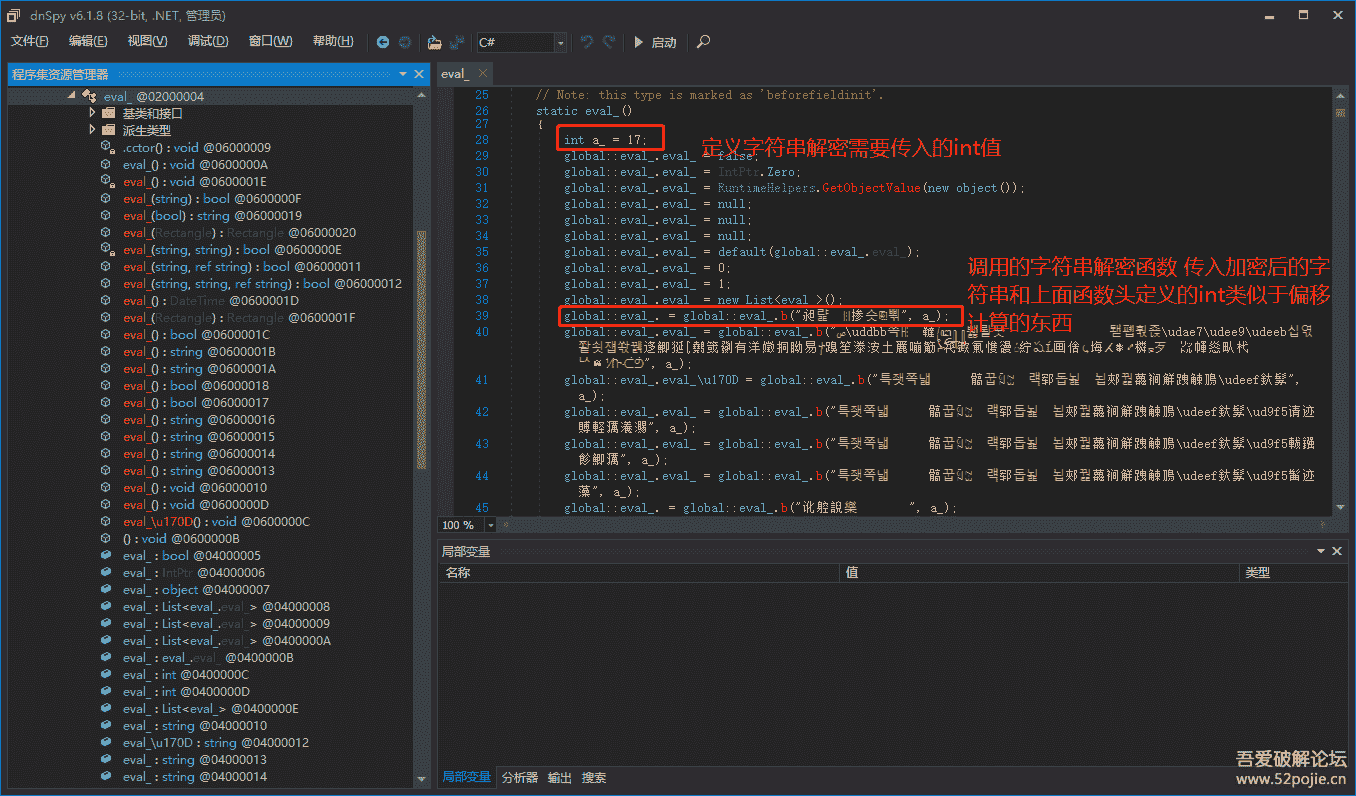 dnSpy v6.1.8 (32-bit, .NET, 管理员)
文件(F) 编辑(E) 视图(V) 调试(D) 窗口(W) 帮助(H) C# 启动
程序集资源管理器
eval_ @02000004
基类和接口
派生类型
.cctor() : void @06000009
eval_() : void @0600000A
eval_() : void @0600001E
eval_(string) : bool @0600000F
eval_(bool) : string @06000019
eval_(Rectangle) : Rectangle @06000020
eval_(string, string) : bool @0600000E
eval_(string, ref string) : bool @06000011
eval_(string, string, ref string) : bool @06000012
eval_() : DateTime @0600001D
eval_(Rectangle) : Rectangle @0600001F
eval_() : bool @0600001C
eval_() : string @0600001B
eval_() : string @0600001A
eval_() : bool @06000018
eval_() : bool @06000017
eval_() : string @06000016
eval_() : string @06000015
eval_() : string @06000014
eval_() : string @06000013
eval_() : void @06000010
eval_() : void @0600000D
eval_\u170D() : void @0600000C
() : void @0600000B
eval_ : bool @04000005
eval_ : IntPtr @04000006
eval_ : object @04000007
eval_ : List<eval_.eval_> @04000008
eval_ : List<eval_.eval_> @04000009
eval_ : List<eval_.eval_> @0400000A
eval_ : eval_.eval_ @0400000B
eval_ : int @0400000C
eval_ : int @0400000D
eval_ : List<eval_> @0400000E
eval_ : string @04000010
eval_\u170D : string @04000012
eval_ : string @04000013
eval_ : string @04000014
eval_
25 // Note: this type is marked as 'beforefieldinit'.
26 static eval_()
27 {
28 int a_ = 17;
定义字符串解密需要传入的int值
29 global::eval_.eval_ = false;
30 global::eval_.eval_ = IntPtr.Zero;
31 global::eval_.eval_ = RuntimeHelpers.GetObjectValue(new object());
32 global::eval_.eval_ = null;
33 global::eval_.eval_ = null;
34 global::eval_.eval_ = null;
35 global::eval_.eval_ = default(global::eval_.eval_);
36 global::eval_.eval_ = 0;
37 global::eval_.eval_ = 1;
38 global::eval_.eval_ = new List<eval_>();
调用的字符串解密函数 传入加密后的字
符串和上面函数头定义的int类似于偏移
计算的东西
39 global::eval_. = global::eval_.b(" ", a_);
40 global::eval_.eval_ = global::eval_.b(" \uddbb \udae7\udee9\udeeb
", a_);
41 global::eval_.eval_\u170D = global::eval_.b(" \udeef ",
a_);
42 global::eval_.eval_ = global::eval_.b(" \udeef \ud9f5
", a_);
43 global::eval_.eval_ = global::eval_.b(" \udeef \ud9f5
", a_);
44 global::eval_.eval_ = global::eval_.b(" \udeef \ud9f5
", a_);
45 global::eval_. = global::eval_.b(" ", a_);
100 %
局部变量
名称 值 类型
局部变量 分析器 输出 搜索
吾爱破解论坛
www.52pojie.cn